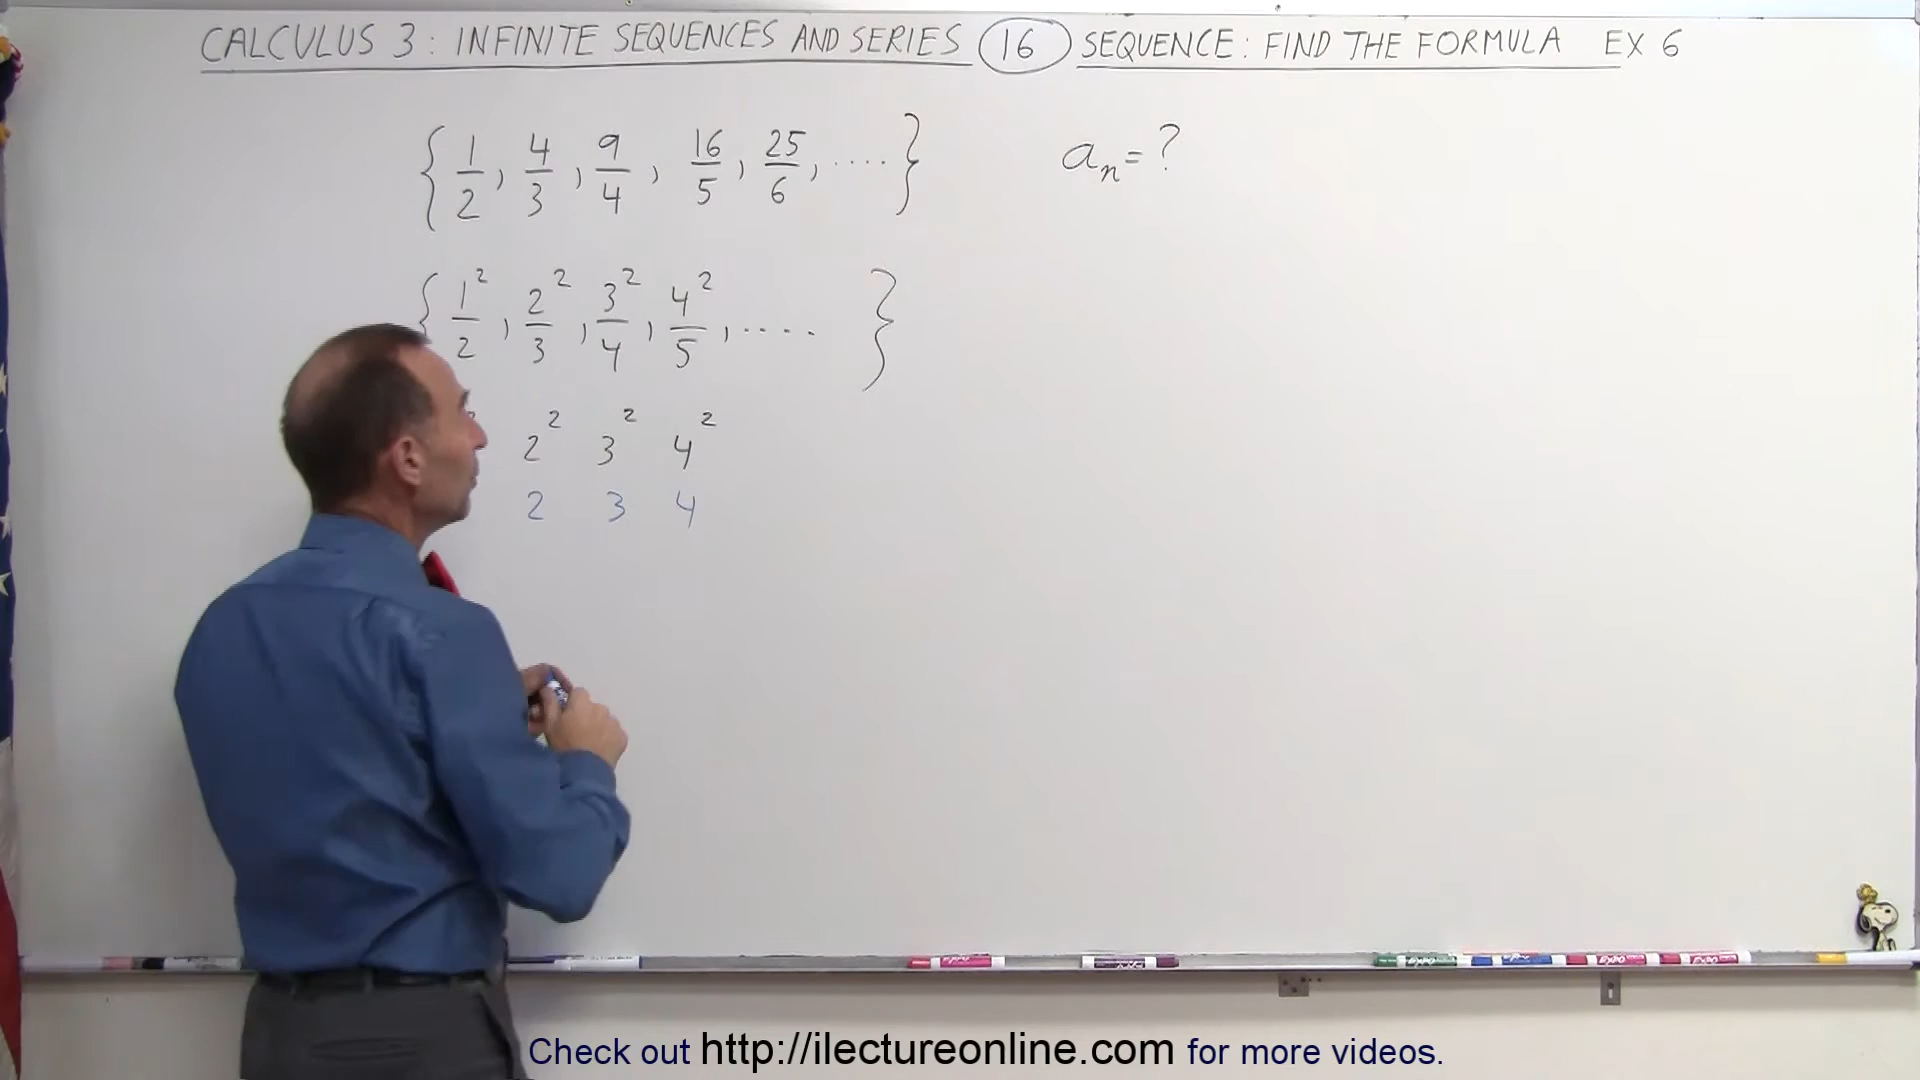 CALCULUS 3: INFINITE SEQUENCES AND SERIES 16 SEQUENCE: FIND THE FORMULA EX 6
{1/2, 4/3, 9/4, 16/5, 25/6, ....} aₙ = ?
{1²/2, 2²/3, 3²/4, 4²/5, ....}
2² 3² 4²
2 3 4
Check out http://ilectureonline.com for more videos.